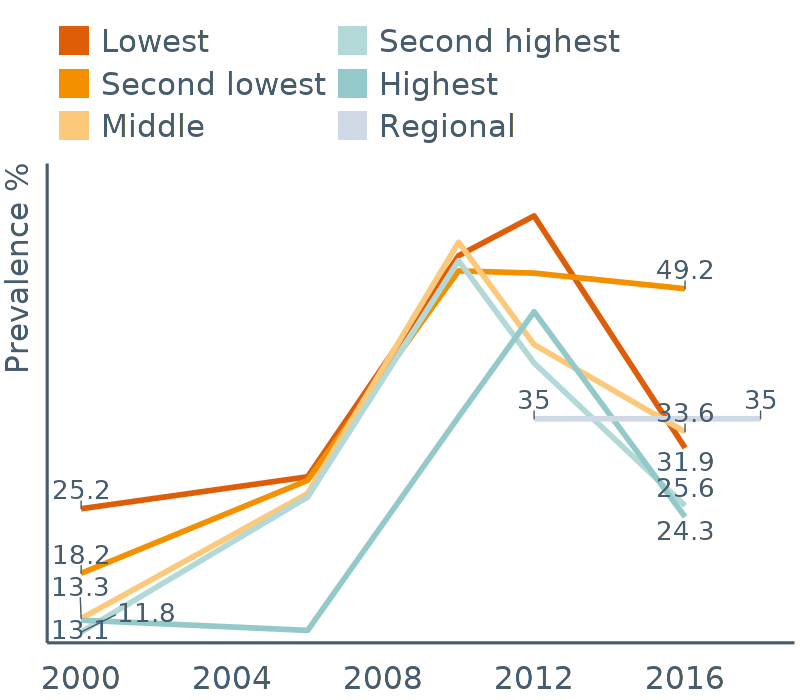 Lowest
Second highest
Second lowest
Highest
Middle
Regional
Prevalence %
49.2
35
33.6
35
31.9
25.2
25.6
24.3
18.2
13.3
11.8
13.1
2000 2004 2008 2012 2016